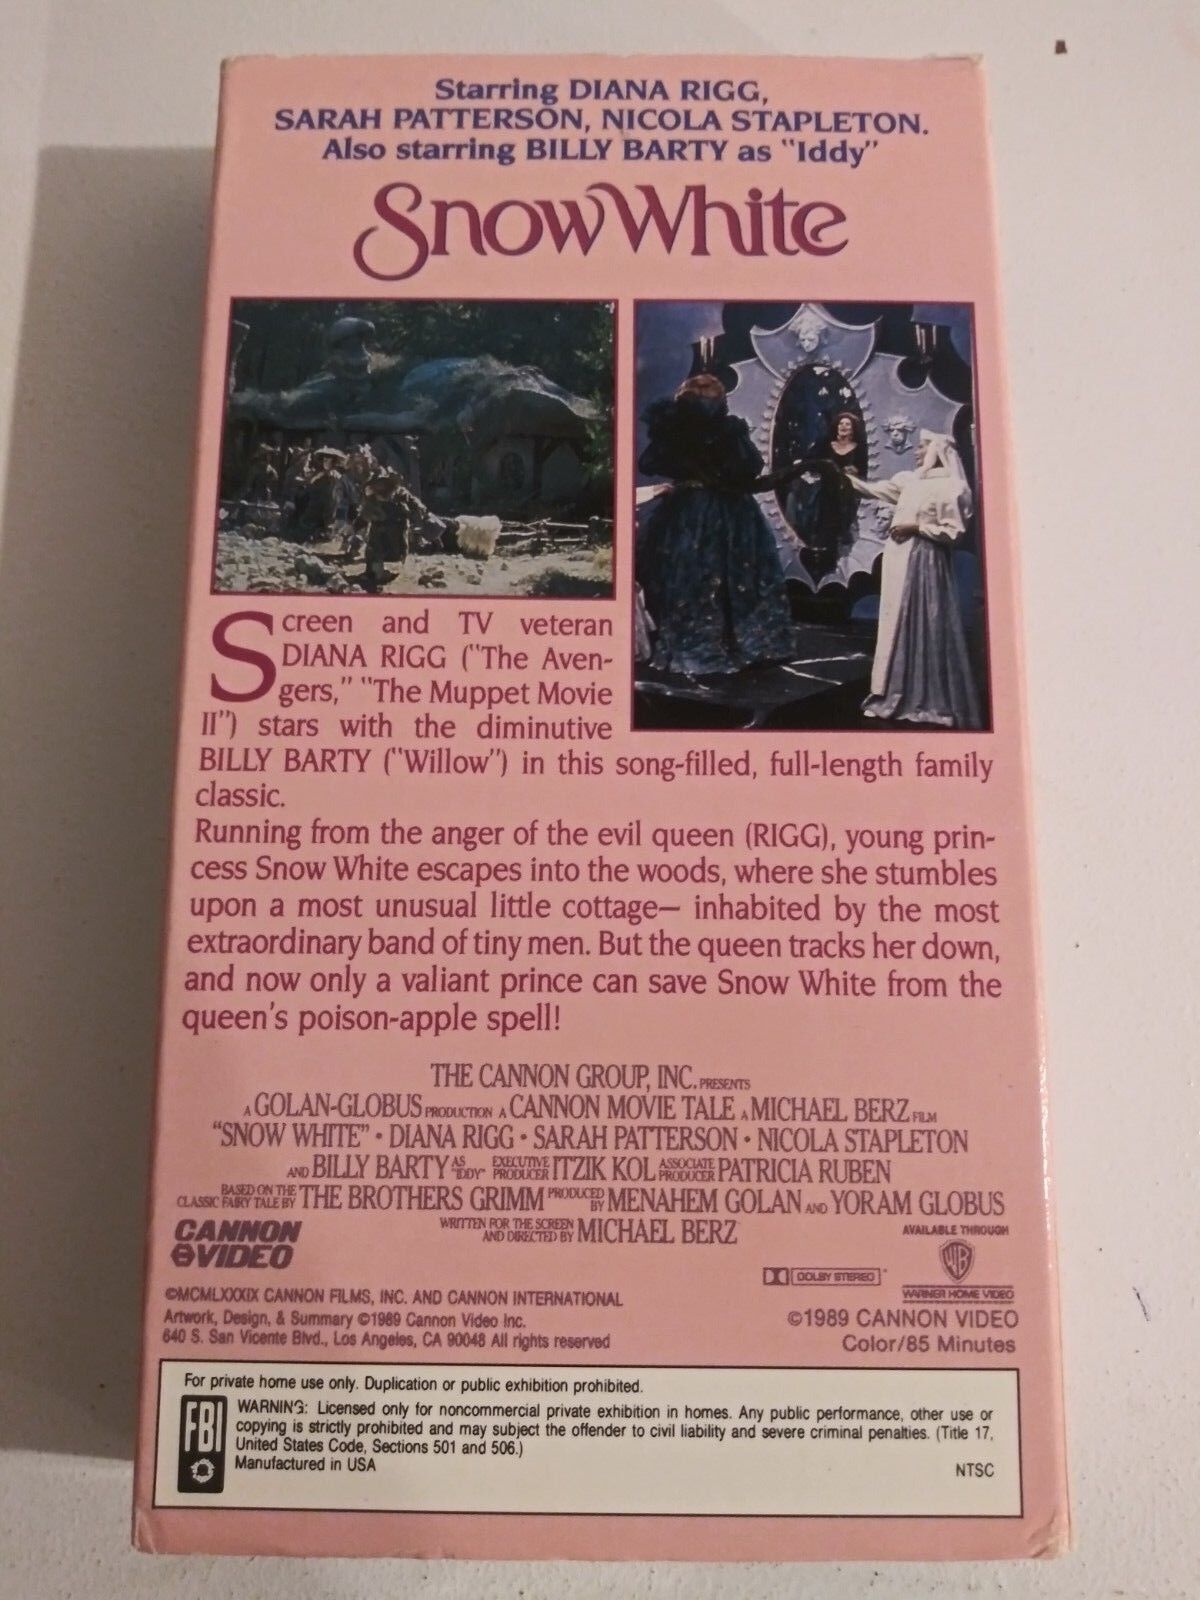 Starring DIANA RIGG,
SARAH PATTERSON, NICOLA STAPLETON.
Also starring BILLY BARTY as "Iddy"
Snow White
Screen and TV veteran
DIANA RIGG ("The Aven-
gers," "The Muppet Movie
II") stars with the diminutive
BILLY BARTY ("Willow") in this song-filled, full-length family
classic.
Running from the anger of the evil queen (RIGG), young prin-
cess Snow White escapes into the woods, where she stumbles
upon a most unusual little cottage— inhabited by the most
extraordinary band of tiny men. But the queen tracks her down,
and now only a valiant prince can save Snow White from the
queen's poison-apple spell!
THE CANNON GROUP, INC. PRESENTS
A GOLAN-GLOBUS PRODUCTION A CANNON MOVIE TALE A MICHAEL BERZ FILM
"SNOW WHITE" • DIANA RIGG • SARAH PATTERSON • NICOLA STAPLETON
AND BILLY BARTY AS "IDDY" EXECUTIVE PRODUCER ITZIK KOL ASSOCIATE PRODUCER PATRICIA RUBEN
BASED ON THE CLASSIC FAIRY TALE BY THE BROTHERS GRIMM PRODUCED BY MENAHEM GOLAN AND YORAM GLOBUS
WRITTEN FOR THE SCREEN AND DIRECTED BY MICHAEL BERZ
CANNON
VIDEO
AVAILABLE THROUGH
WB
WARNER HOME VIDEO
DOLBY STEREO
©MCMLXXXIX CANNON FILMS, INC. AND CANNON INTERNATIONAL
Artwork, Design, & Summary ©1989 Cannon Video Inc.
640 S. San Vicente Blvd., Los Angeles, CA 90048 All rights reserved
©1989 CANNON VIDEO
Color/85 Minutes
For private home use only. Duplication or public exhibition prohibited.
FBI
WARNING: Licensed only for noncommercial private exhibition in homes. Any public performance, other use or
copying is strictly prohibited and may subject the offender to civil liability and severe criminal penalties. (Title 17,
United States Code, Sections 501 and 506.)
Manufactured in USA
NTSC